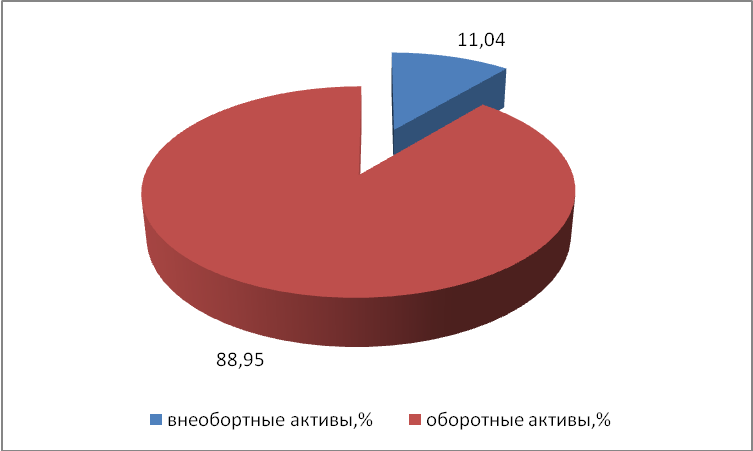 11,04
88,95
внеобортные активы,%
оборотные активы,%